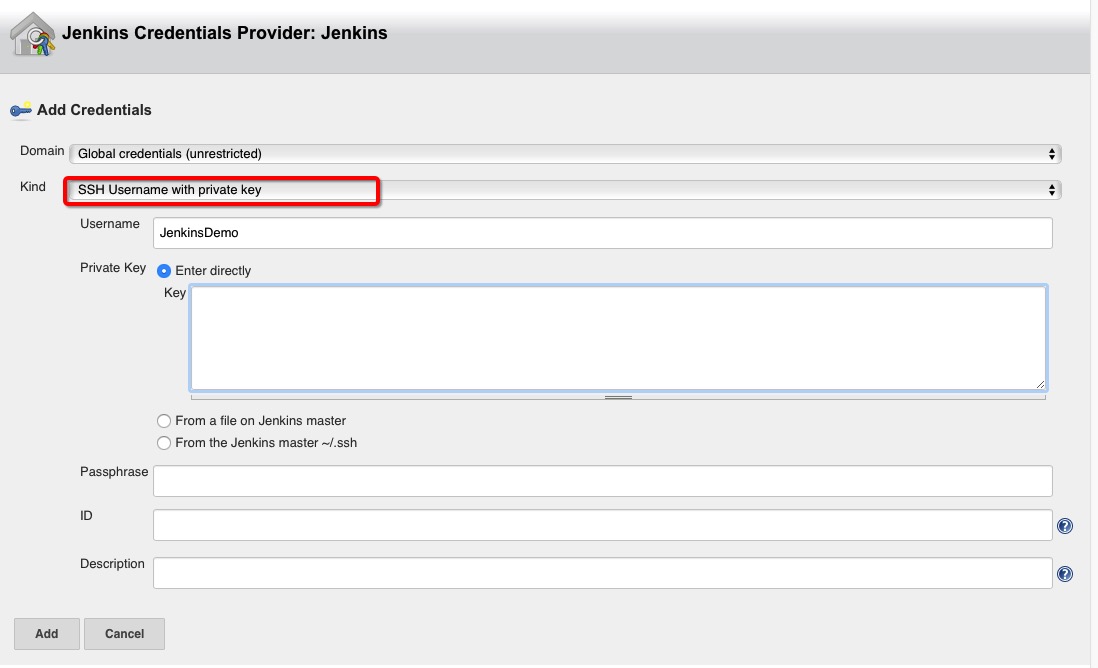 Jenkins Credentials Provider: Jenkins
Add Credentials
Domain Global credentials (unrestricted)
Kind SSH Username with private key
Username JenkinsDemo
Private Key Enter directly
Key
From a file on Jenkins master
From the Jenkins master ~/.ssh
Passphrase
ID
?
Description
?
Add Cancel